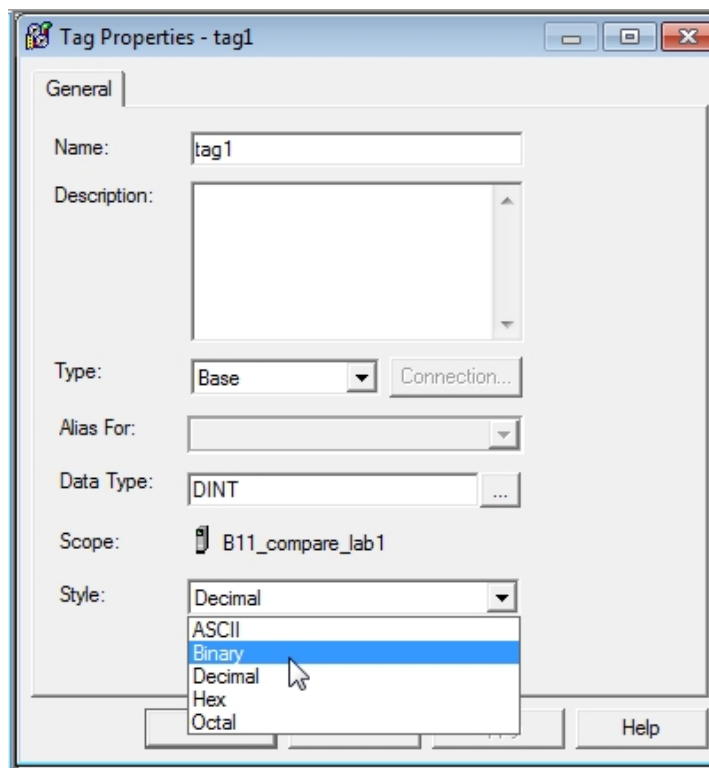 Tag Properties - tag1
General
Name: tag1
Description:
Type: Base Connection...
Alias For:
Data Type: DINT ...
Scope: B11_compare_lab1
Style: Decimal
ASCII
Binary
Decimal
Hex
Octal
Help